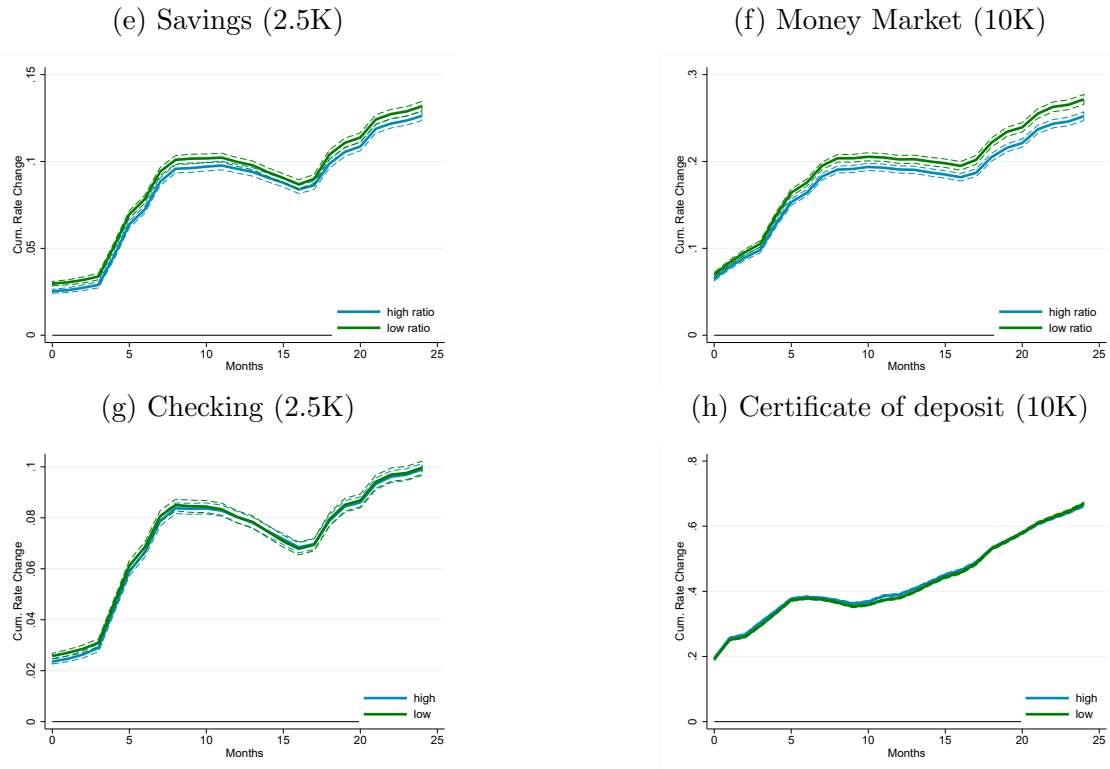 (e) Savings (2.5K)
Cum. Rate Change
.15
.1
.05
0
0 5 10 15 20 25
Months
high ratio
low ratio
(f) Money Market (10K)
Cum. Rate Change
.3
.2
.1
0
0 5 10 15 20 25
Months
high ratio
low ratio
(g) Checking (2.5K)
Cum. Rate Change
.1
.08
.06
.04
.02
0
0 5 10 15 20 25
Months
high
low
(h) Certificate of deposit (10K)
Cum. Rate Change
.8
.6
.4
.2
0
0 5 10 15 20 25
Months
high
low